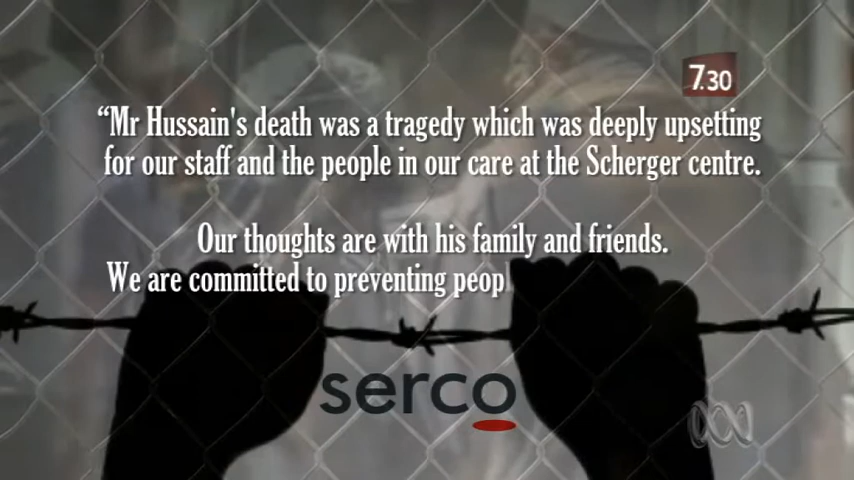 7.30
“Mr Hussain's death was a tragedy which was deeply upsetting
for our staff and the people in our care at the Scherger centre.
Our thoughts are with his family and friends.
We are committed to preventing peop
serco